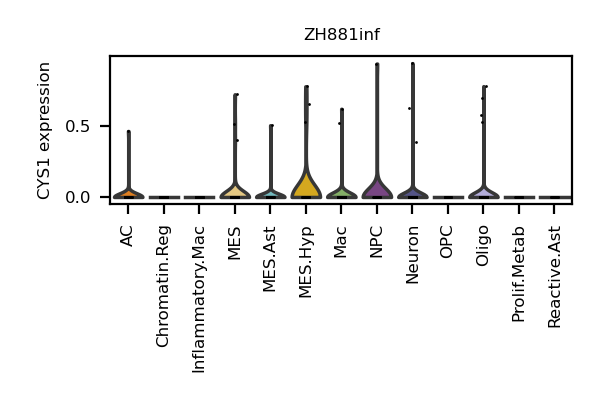 ZH881inf
CYS1 expression
0.5
0.0
AC
Chromatin.Reg
Inflammatory.Mac
MES
MES.Ast
MES.Hyp
Mac
NPC
Neuron
OPC
Oligo
Prolif.Metab
Reactive.Ast